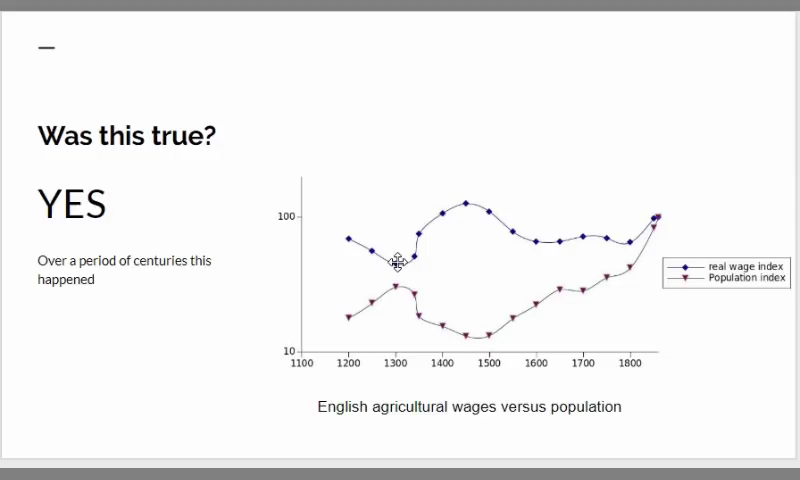 Was this true?
YES
Over a period of centuries this
happened
100
10
1100 1200 1300 1400 1500 1600 1700 1800
real wage index
Population index
English agricultural wages versus population